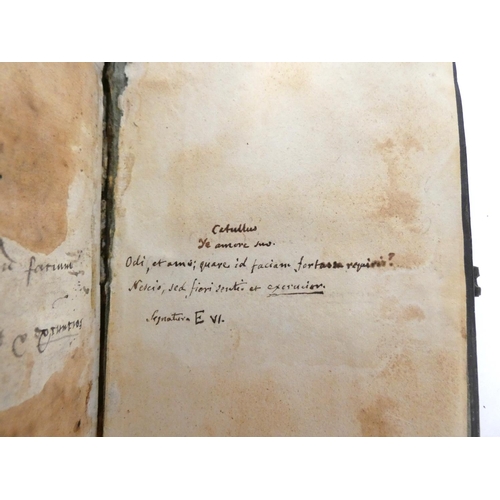 Catullus
De amore suo.
Odi, et amo; quare id faciam fortasse requiris?
Nescio, sed fieri sentio et excrucior.
Signatura E VI.